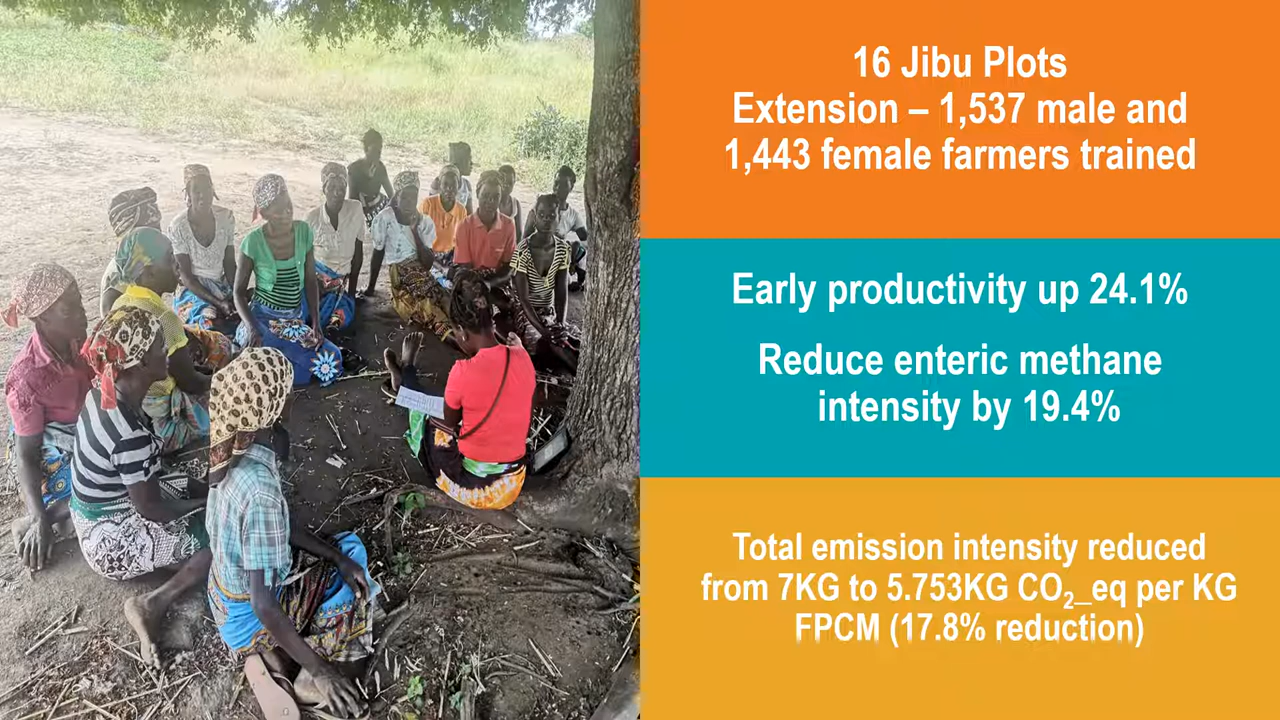 16 Jibu Plots
Extension – 1,537 male and
1,443 female farmers trained
Early productivity up 24.1%
Reduce enteric methane
intensity by 19.4%
Total emission intensity reduced
from 7KG to 5.753KG CO₂_eq per KG
FPCM (17.8% reduction)